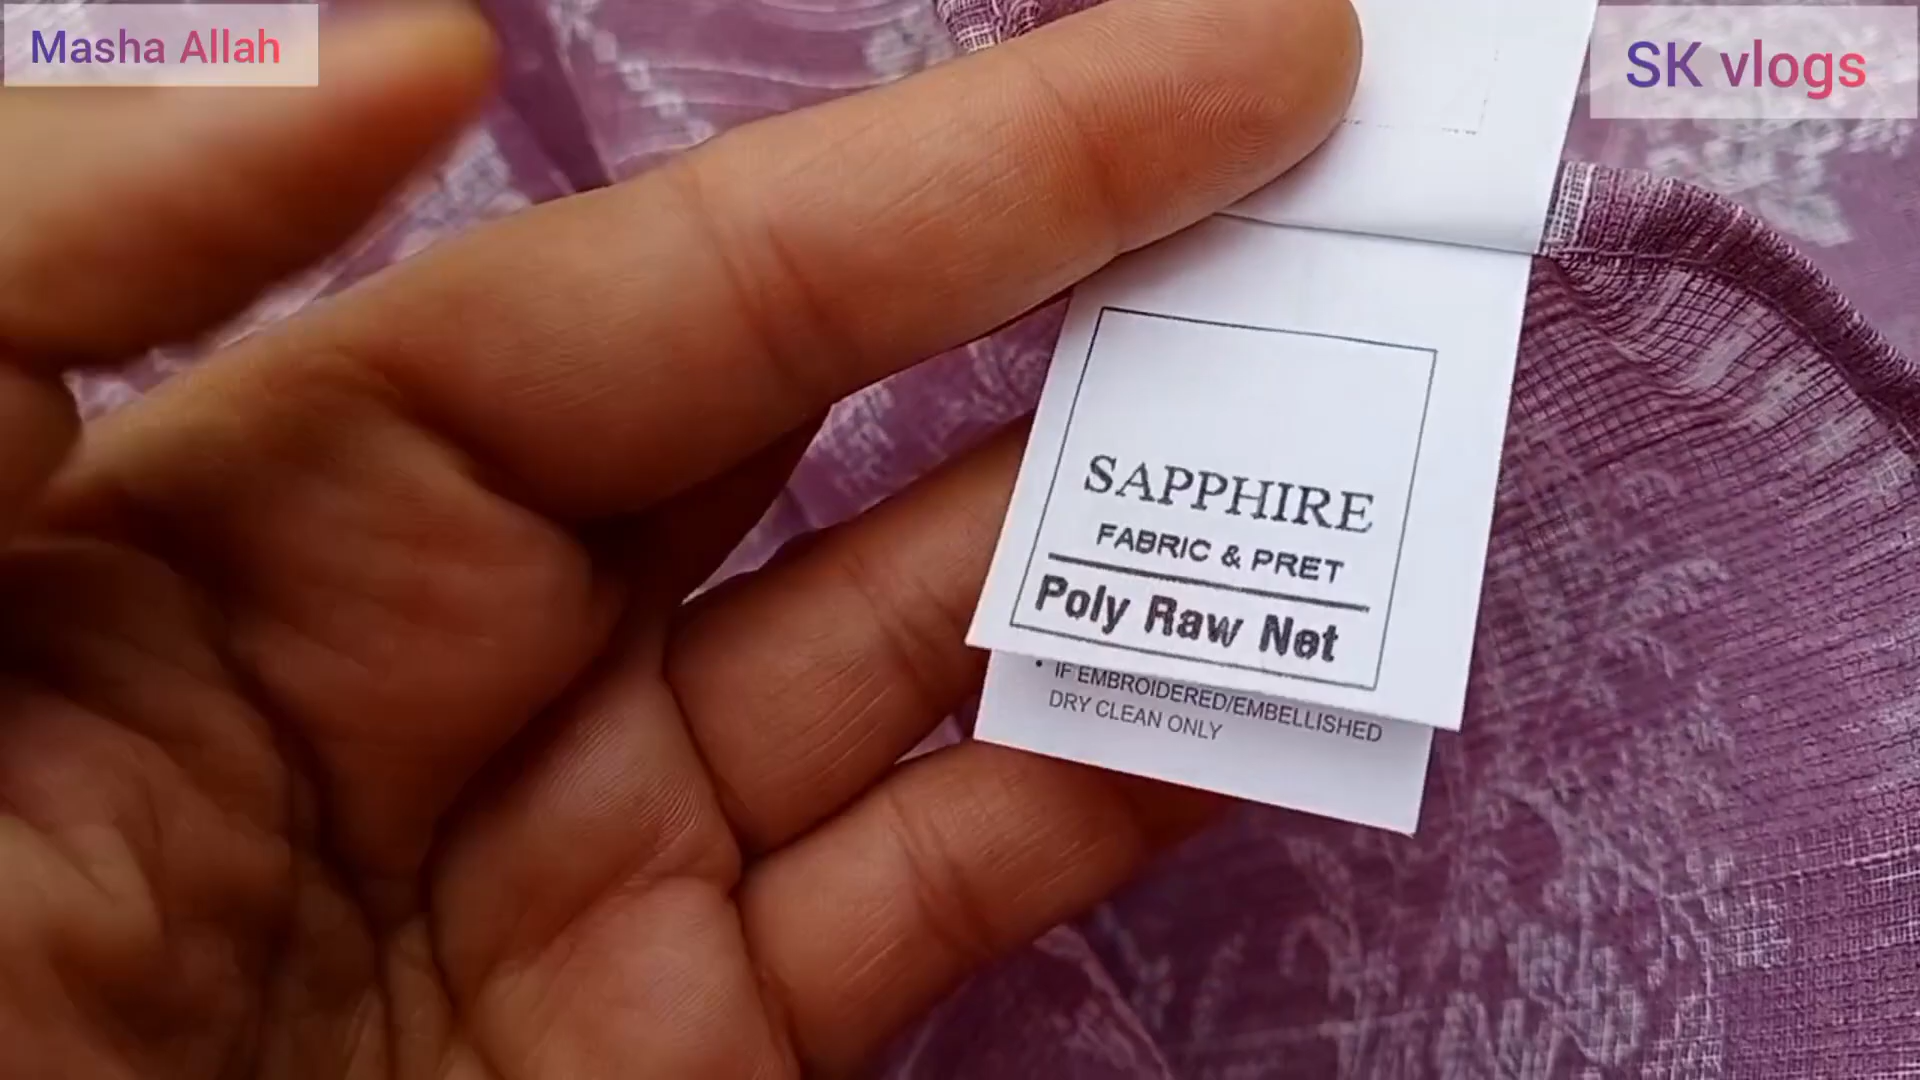 Masha Allah
SK vlogs
SAPPHIRE
FABRIC & PRET
Poly Raw Net
• IF EMBROIDERED/EMBELLISHED
DRY CLEAN ONLY